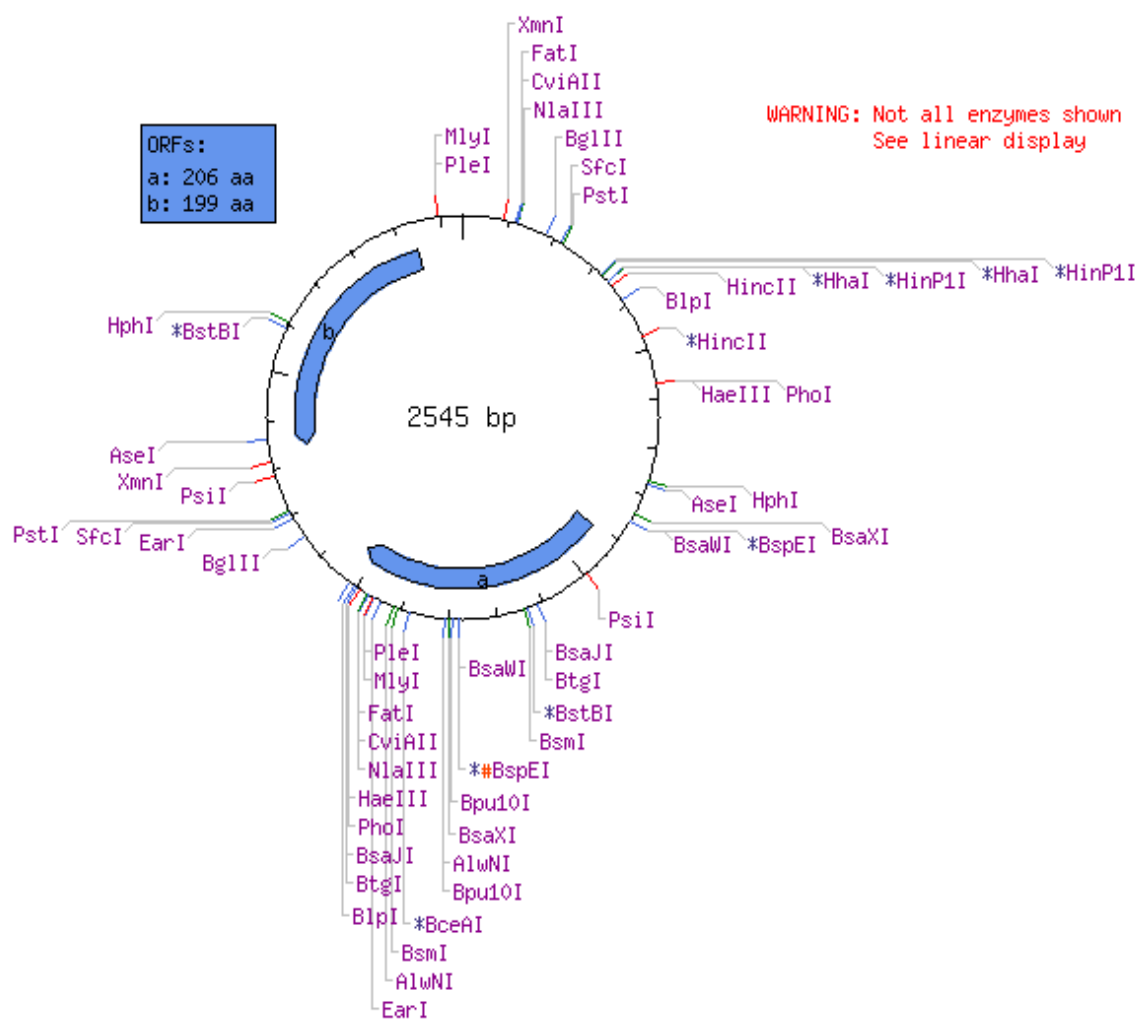 XmnI
FatI
CviAII
NlaIII
WARNING: Not all enzymes shown
See linear display
ORFs:
a: 206 aa
b: 199 aa
MlyI
PleI
BglII
SfcI
PstI
HincII *HhaI *HinP1I *HhaI *HinP1I
BlpI
*HincII
HphI *BstBI
b
HaeIII PhoI
2545 bp
AseI
XmnI
PsiI
AseI HphI
PstI SfcI EarI
BglII
BsaWI *BspEI BsaXI
a
PsiI
PleI
MlyI
FatI
CviAII
NlaIII
HaeIII
PhoI
BsaJI
BtgI
BlpI
BsaWI
BsaJI
BtgI
*BstBI
BsmI
*#BspEI
Bpu10I
BsaXI
AlwNI
Bpu10I
*BceAI
BsmI
AlwNI
EarI